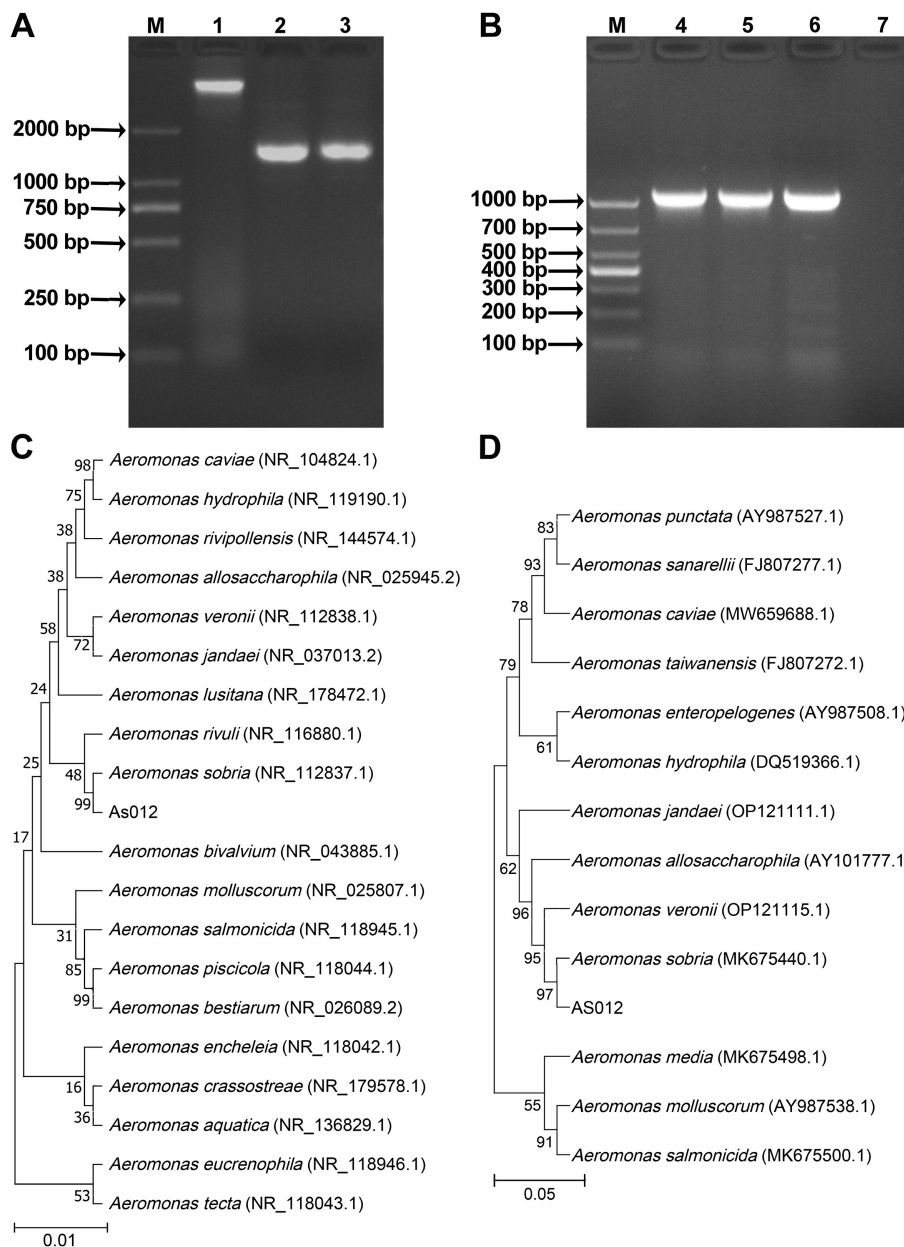 A
M 1 2 3
2000 bp
1000 bp
750 bp
500 bp
250 bp
100 bp
B
M 4 5 6 7
1000 bp
700 bp
500 bp
400 bp
300 bp
200 bp
100 bp
C
Aeromonas caviae (NR_104824.1)
Aeromonas hydrophila (NR_119190.1)
Aeromonas rivipollensis (NR_144574.1)
Aeromonas allosaccharophila (NR_025945.2)
Aeromonas veronii (NR_112838.1)
Aeromonas jandaei (NR_037013.2)
Aeromonas lusitana (NR_178472.1)
Aeromonas rivuli (NR_116880.1)
Aeromonas sobria (NR_112837.1)
As012
Aeromonas bivalvium (NR_043885.1)
Aeromonas molluscorum (NR_025807.1)
Aeromonas salmonicida (NR_118945.1)
Aeromonas piscicola (NR_118044.1)
Aeromonas bestiarum (NR_026089.2)
Aeromonas encheleia (NR_118042.1)
Aeromonas crassostreae (NR_179578.1)
Aeromonas aquatica (NR_136829.1)
Aeromonas eucrenophila (NR_118946.1)
Aeromonas tecta (NR_118043.1)
98
75
38
38
72
58
24
48
99
25
17
31
85
99
16
36
53
0.01
D
Aeromonas punctata (AY987527.1)
Aeromonas sanarellii (FJ807277.1)
Aeromonas caviae (MW659688.1)
Aeromonas taiwanensis (FJ807272.1)
Aeromonas enteropelogenes (AY987508.1)
Aeromonas hydrophila (DQ519366.1)
Aeromonas jandaei (OP121111.1)
Aeromonas allosaccharophila (AY101777.1
Aeromonas veronii (OP121115.1)
Aeromonas sobria (MK675440.1)
AS012
Aeromonas media (MK675498.1)
Aeromonas molluscorum (AY987538.1)
Aeromonas salmonicida (MK675500.1)
83
93
78
79
61
62
96
95
97
55
91
0.05